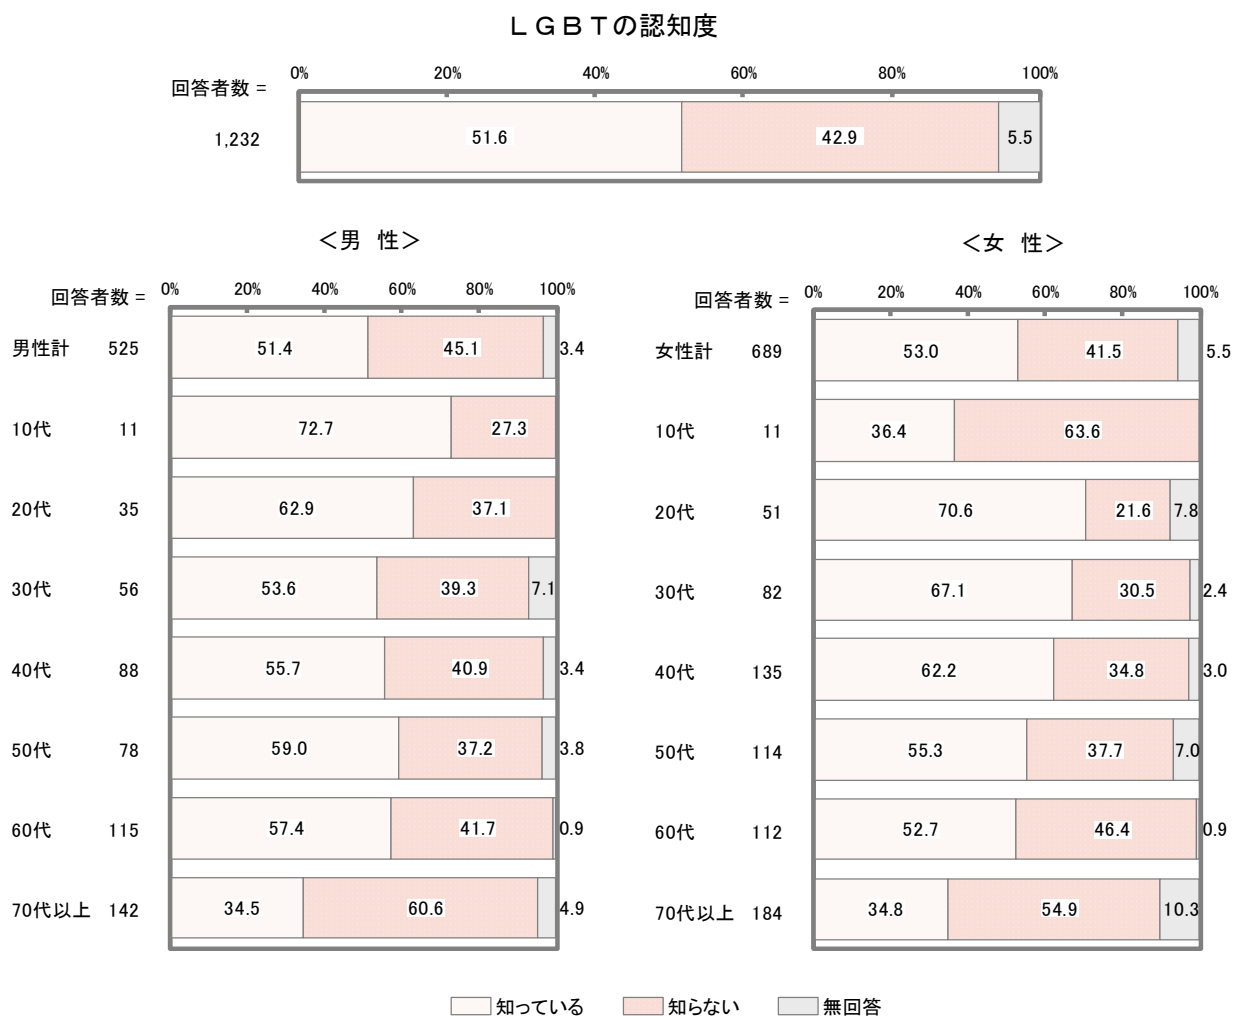 ＬＧＢＴの認知度
0% 20% 40% 60% 80% 100%
回答者数 =
1,232 51.6 42.9 5.5
＜男　性＞
0% 20% 40% 60% 80% 100%
回答者数 =
男性計 525 51.4 45.1 3.4
10代 11 72.7 27.3
20代 35 62.9 37.1
30代 56 53.6 39.3 7.1
40代 88 55.7 40.9 3.4
50代 78 59.0 37.2 3.8
60代 115 57.4 41.7 0.9
70代以上 142 34.5 60.6 4.9
＜女　性＞
0% 20% 40% 60% 80% 100%
回答者数 =
女性計 689 53.0 41.5 5.5
10代 11 36.4 63.6
20代 51 70.6 21.6 7.8
30代 82 67.1 30.5 2.4
40代 135 62.2 34.8 3.0
50代 114 55.3 37.7 7.0
60代 112 52.7 46.4 0.9
70代以上 184 34.8 54.9 10.3
知っている 知らない 無回答